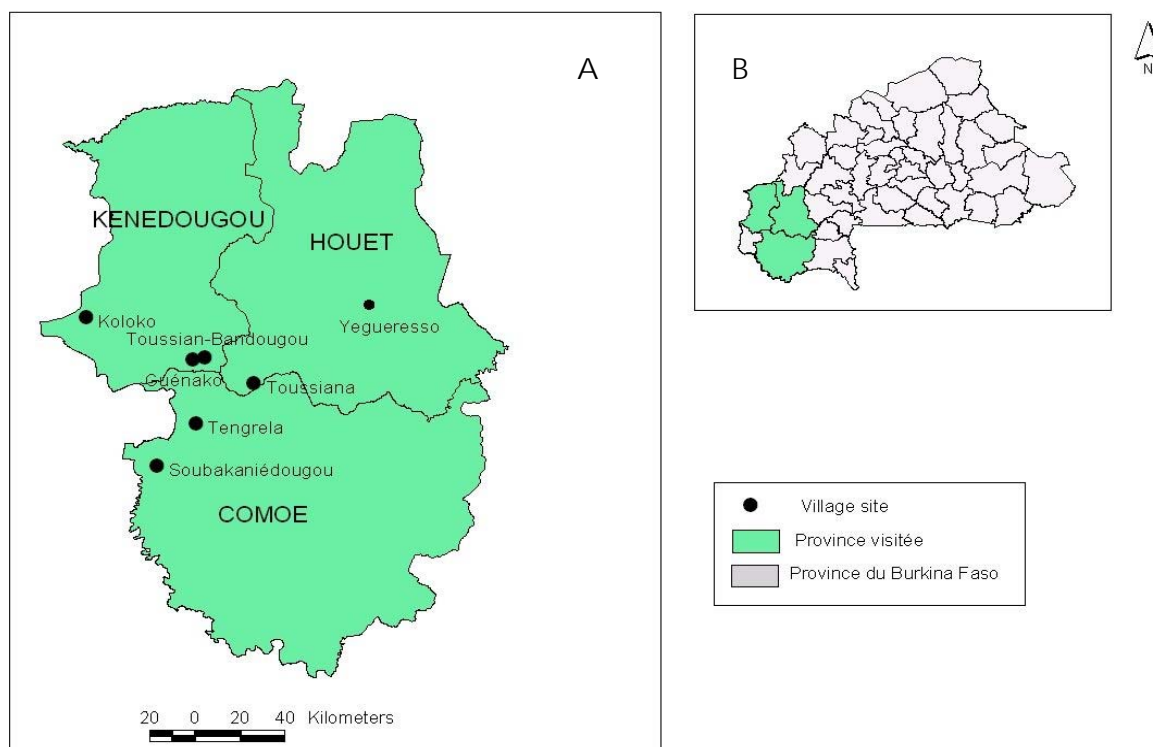 A
KENEDOUGOU
HOUET
Koloko
Yegueresso
Toussian-Bandougou
Guénako
Toussiana
Tengrela
Soubakaniédougou
COMOE
20 0 20 40 Kilometers
B
N
Village site
Province visitée
Province du Burkina Faso